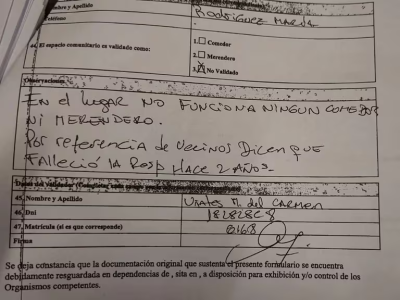 Nombre y Apellido
Rodríguez María
Teléfono
44. El espacio comunitario es validado como:
1. Comedor
2. Merendero
3. No Validado
Observaciones
EN el lugar NO FUNCIONA NINGUN COMEDOR
NI MERENDERO.
Por referencia de Vecinos Dicen QUE
Falleció la Resp Hace 2 AÑOS-
Datos del Validador
45. Nombre y Apellido
M. del CARMEN
46. Dni
47. Matrícula (si es que corresponde)
8168
Firma
Se deja constancia que la documentación original que sustenta el presente formulario se encuentra
debidamente resguardada en dependencias de , sita en , a disposición para exhibición y/o control de los
Organismos competentes.